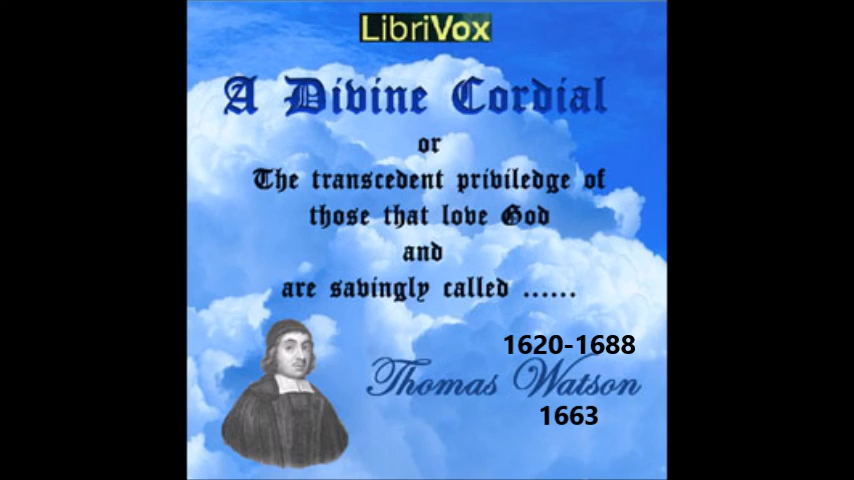 LibriVox
A Divine Cordial
or
The transcedent priviledge of
those that love God
and
are savingly called ......
1620-1688
Thomas Watson
1663